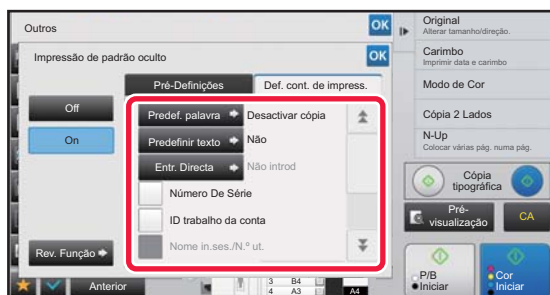 Outros
OK
Impressão de padrão oculto
OK
Pré-Definições
Def. cont. de impress.
Off
On
Predef. palavra
Desactivar cópia
Predefinir texto
Não
Entr. Directa
Não introd
Número De Série
ID trabalho da conta
Nome in.ses./N.º ut.
Rev. Função
Anterior
3 B4
4 A3
A4
Original
Alterar tamanho/direção.
Carimbo
Imprimir data e carimbo
Modo de Cor
Cópia 2 Lados
N-Up
Colocar várias pág. numa pág.
Cópia
tipográfica
Pré-
visualização
CA
P/B
Iniciar
Cor
Iniciar